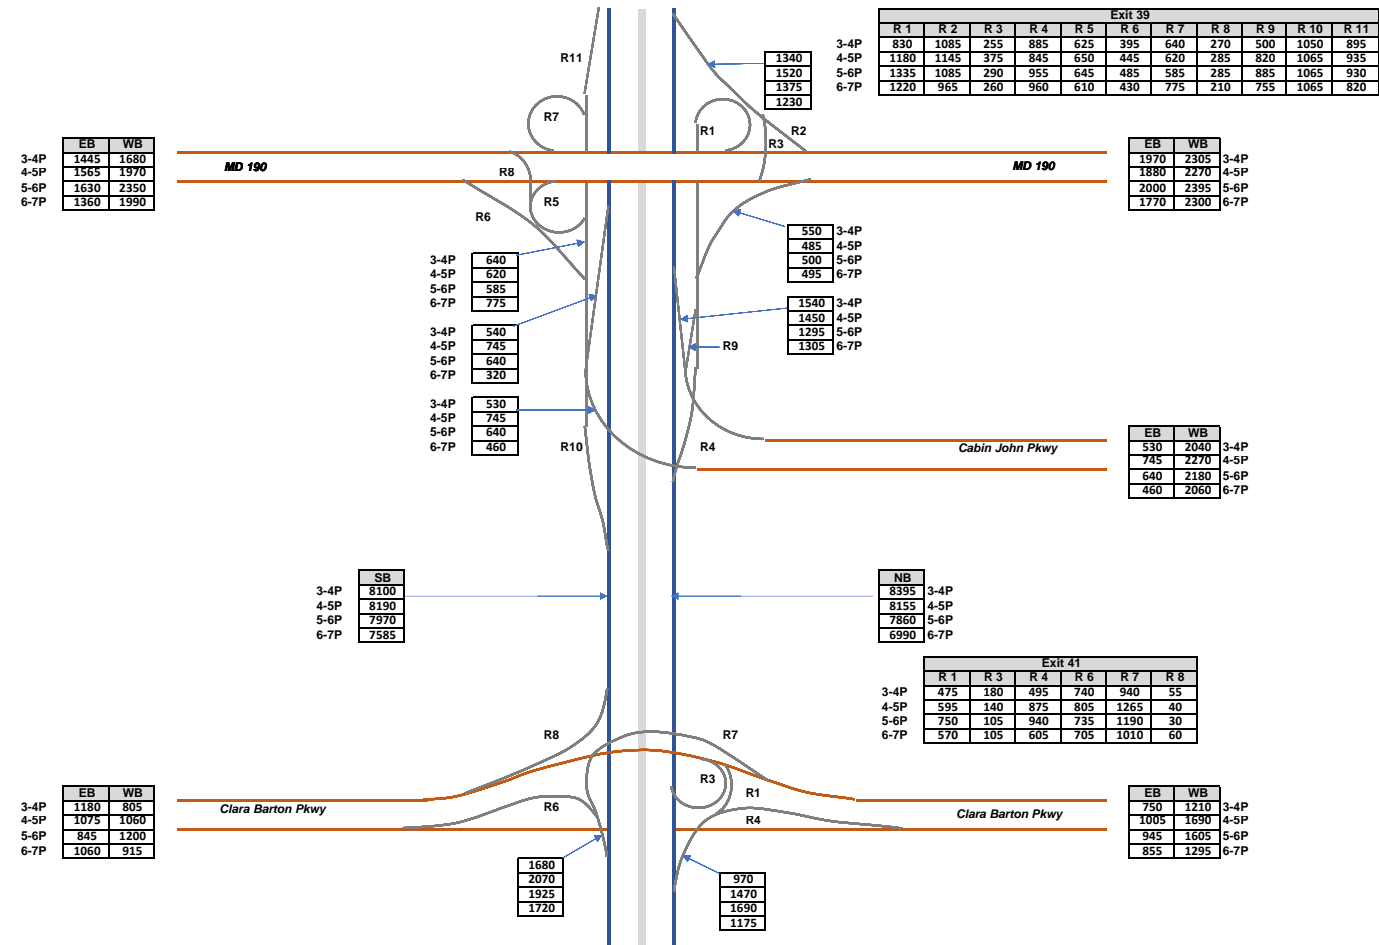 Exit 39
R 1 R 2 R 3 R 4 R 5 R 6 R 7 R 8 R 9 R 10 R 11
3-4P 830 1085 255 885 625 395 640 270 500 1050 895
4-5P 1180 1145 375 845 650 445 620 285 820 1065 935
5-6P 1335 1085 290 955 645 485 585 285 885 1065 930
6-7P 1220 965 260 960 610 430 775 210 755 1065 820
R11
1340
1520
1375
1230
R7
R1
R2
R3
EB WB
3-4P 1445 1680
4-5P 1565 1970
5-6P 1630 2350
6-7P 1360 1990
MD 190
MD 190
EB WB
1970 2305 3-4P
1880 2270 4-5P
2000 2395 5-6P
1770 2300 6-7P
R8
R5
R6
550 3-4P
485 4-5P
500 5-6P
495 6-7P
3-4P 640
4-5P 620
5-6P 585
6-7P 775
1540 3-4P
1450 4-5P
1295 5-6P
1305 6-7P
3-4P 540
4-5P 745
5-6P 640
6-7P 320
R9
3-4P 530
4-5P 745
5-6P 640
6-7P 460
R10
R4
Cabin John Pkwy
EB WB
530 2040 3-4P
745 2270 4-5P
640 2180 5-6P
460 2060 6-7P
SB
3-4P 8100
4-5P 8190
5-6P 7970
6-7P 7585
NB
8395 3-4P
8155 4-5P
7860 5-6P
6990 6-7P
Exit 41
R 1 R 3 R 4 R 6 R 7 R 8
3-4P 475 180 495 740 940 55
4-5P 595 140 875 805 1265 40
5-6P 750 105 940 735 1190 30
6-7P 570 105 605 705 1010 60
R8
R7
R3
R1
R6
R4
EB WB
3-4P 1180 805
4-5P 1075 1060
5-6P 845 1200
6-7P 1060 915
Clara Barton Pkwy
Clara Barton Pkwy
EB WB
750 1210 3-4P
1005 1690 4-5P
945 1605 5-6P
855 1295 6-7P
1680
2070
1925
1720
970
1470
1690
1175